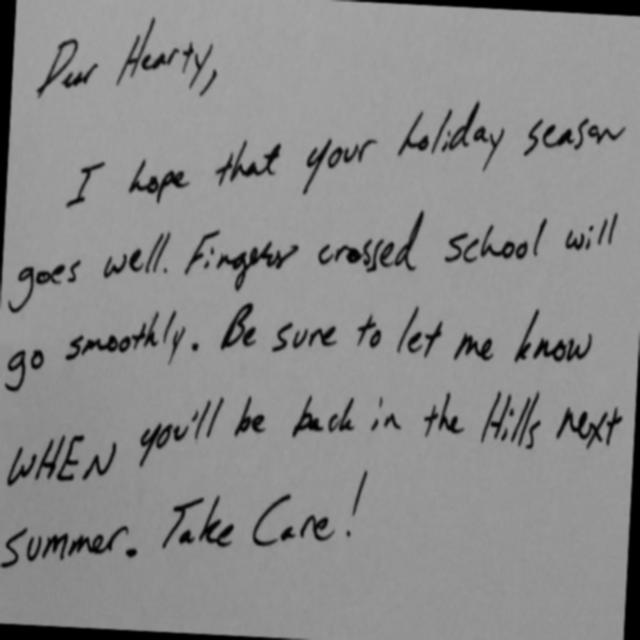 Dear Hearty,
I hope that your holiday season
goes well. Fingers crossed school will
go smoothly. Be sure to let me know
WHEN you'll be back in the Hills next
summer. Take Care!